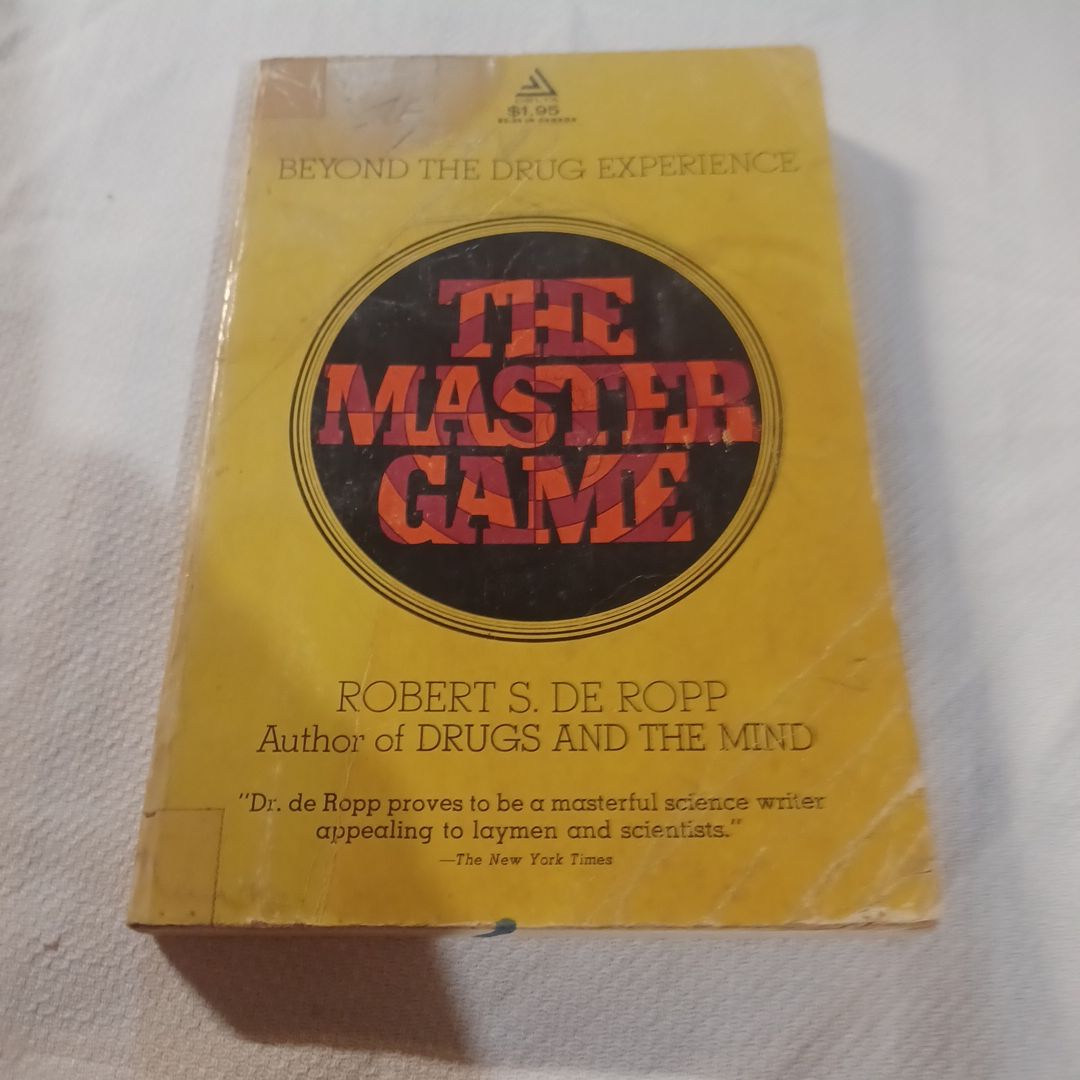 DELTA
$1.95
BEYOND THE DRUG EXPERIENCE
THE
MASTER
GAME
ROBERT S. DE ROPP
Author of DRUGS AND THE MIND
"Dr. de Ropp proves to be a masterful science writer
appealing to laymen and scientists."
—The New York Times